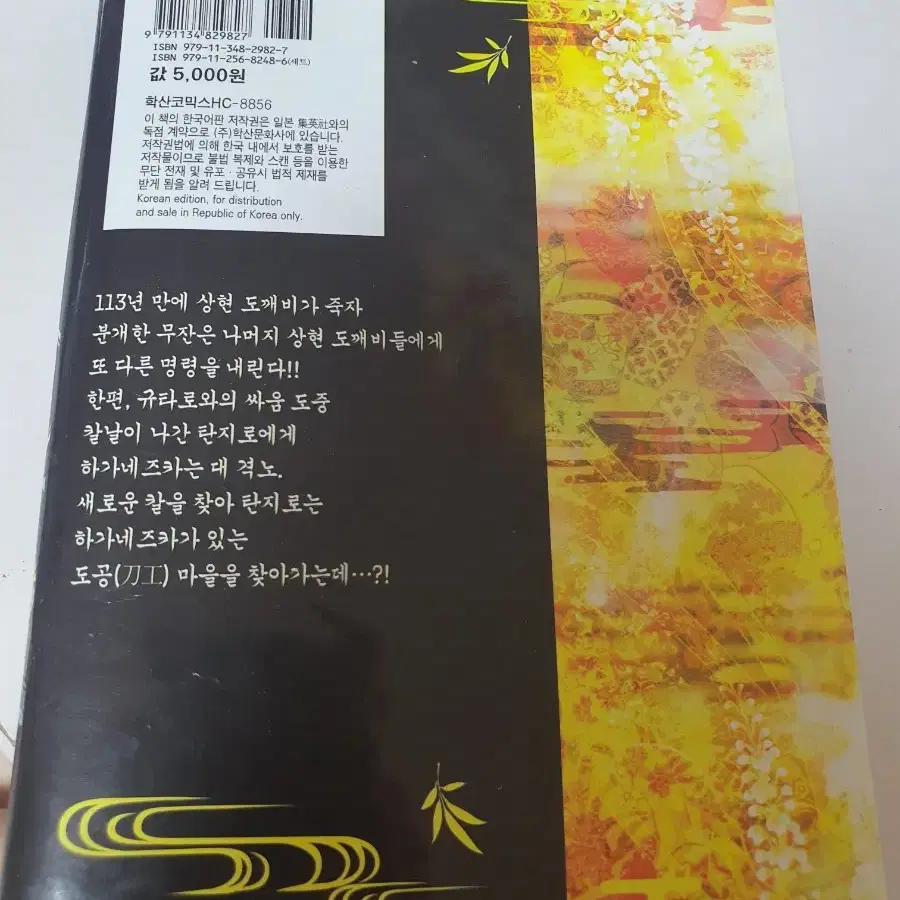 9 791134 829827
ISBN 979-11-348-2982-7
ISBN 979-11-256-8248-6(세트)
값 5,000원
학산코믹스HC-8856
이 책의 한국어판 저작권은 일본 集英社와의
독점 계약으로 (주)학산문화사에 있습니다.
저작권법에 의해 한국 내에서 보호를 받는
저작물이므로 불법 복제와 스캔 등을 이용한
무단 전재 및 유포·공유시 법적 제재를
받게 됨을 알려 드립니다.
Korean edition, for distribution
and sale in Republic of Korea only.
113년 만에 상현 도깨비가 죽자
분개한 무잔은 나머지 상현 도깨비들에게
또 다른 명령을 내린다!!
한편, 규타로와의 싸움 도중
칼날이 나간 탄지로에게
하가네즈카는 대 격노.
새로운 칼을 찾아 탄지로는
하가네즈카가 있는
도공(刀工) 마을을 찾아가는데…?!